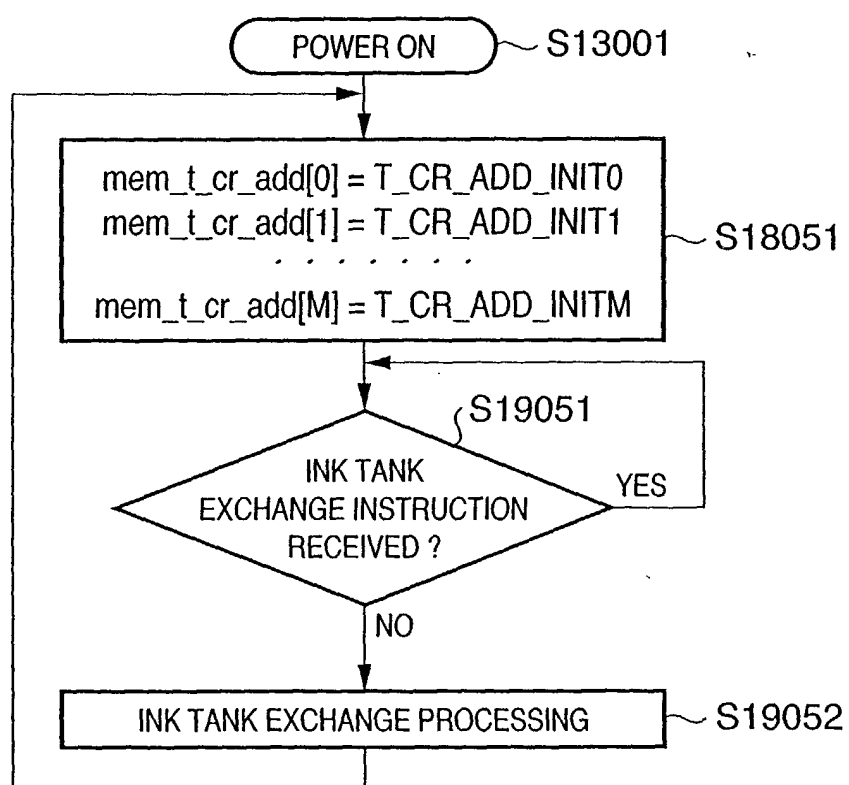 POWER ON
S13001
mem_t_cr_add[0] = T_CR_ADD_INIT0
mem_t_cr_add[1] = T_CR_ADD_INIT1
. . . . . . .
mem_t_cr_add[M] = T_CR_ADD_INITM
S18051
S19051
INK TANK
EXCHANGE INSTRUCTION
RECEIVED ?
YES
NO
INK TANK EXCHANGE PROCESSING
S19052